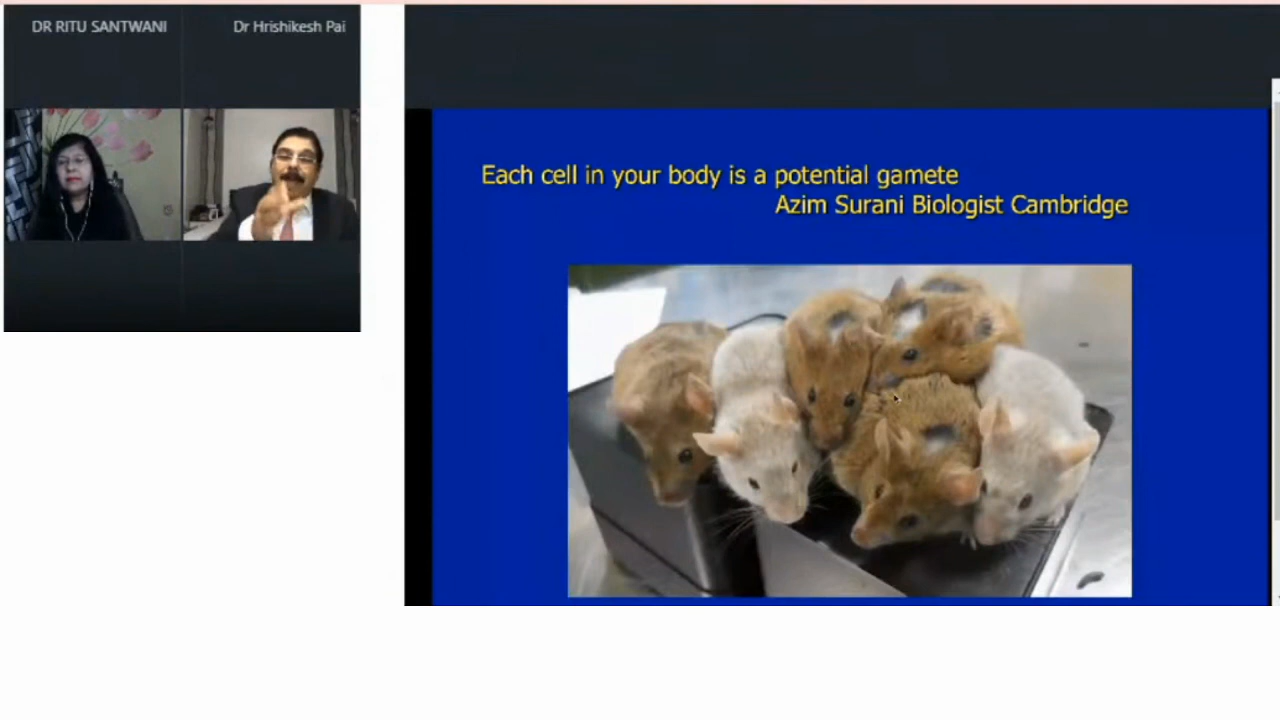 DR RITU SANTWANI
Dr Hrishikesh Pai
Each cell in your body is a potential gamete
Azim Surani Biologist Cambridge